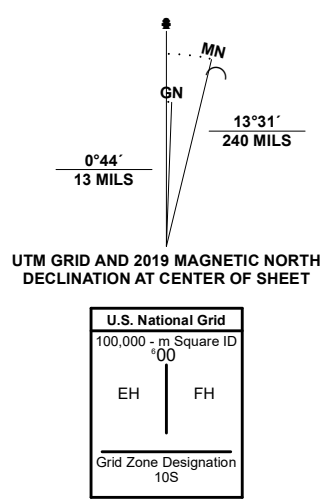 MN
GN
13°31´
240 MILS
0°44´
13 MILS
UTM GRID AND 2019 MAGNETIC NORTH
DECLINATION AT CENTER OF SHEET
U.S. National Grid
100,000 - m Square ID
⁶00
EH FH
Grid Zone Designation
10S